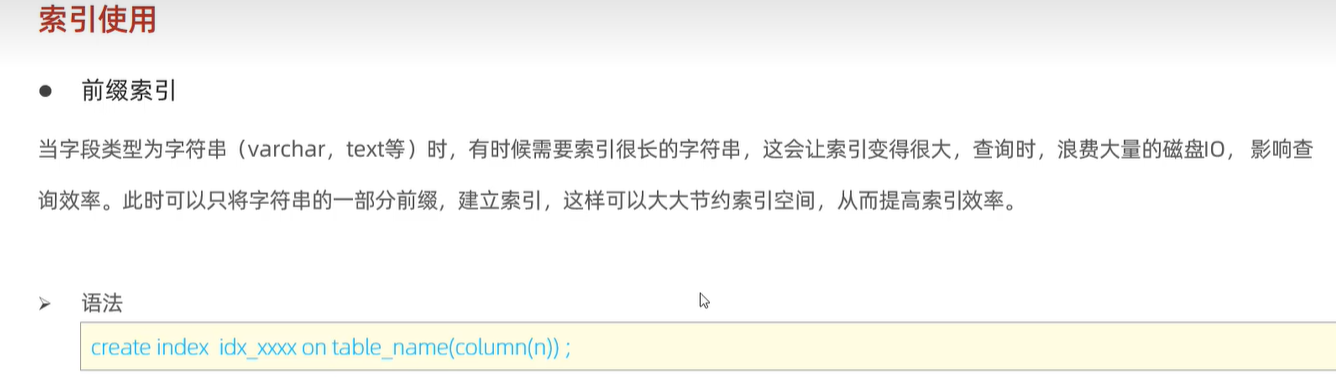 索引使用
● 前缀索引
当字段类型为字符串（varchar，text等）时，有时候需要索引很长的字符串，这会让索引变得很大，查询时，浪费大量的磁盘IO， 影响查
询效率。此时可以只将字符串的一部分前缀，建立索引，这样可以大大节约索引空间，从而提高索引效率。
➢ 语法
create index idx_xxxx on table_name(column(n)) ;